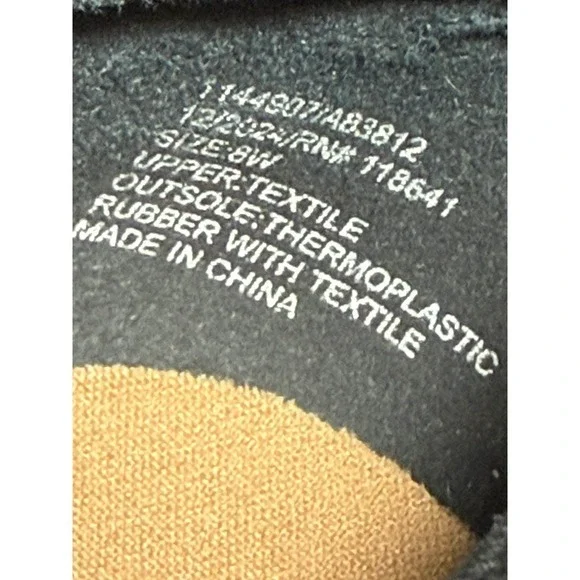 1144907/A83812
12/2024/RN# 118641
SIZE:8W
UPPER:TEXTILE
OUTSOLE:THERMOPLASTIC
RUBBER WITH TEXTILE
MADE IN CHINA